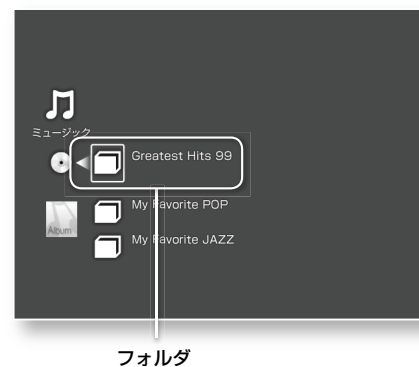 ミュージック
Greatest Hits 99
My Favorite POP
Album
My Favorite JAZZ
フォルダ